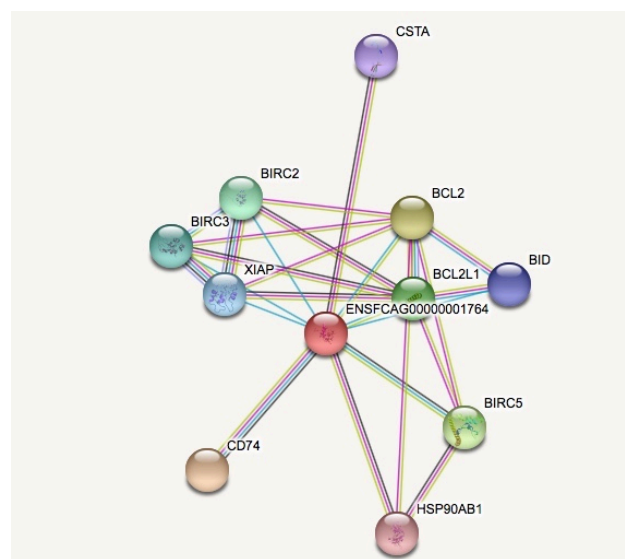 CSTA
BIRC2
BCL2
BIRC3
XIAP
BID
BCL2L1
ENSFCAG00000001764
BIRC5
CD74
HSP90AB1